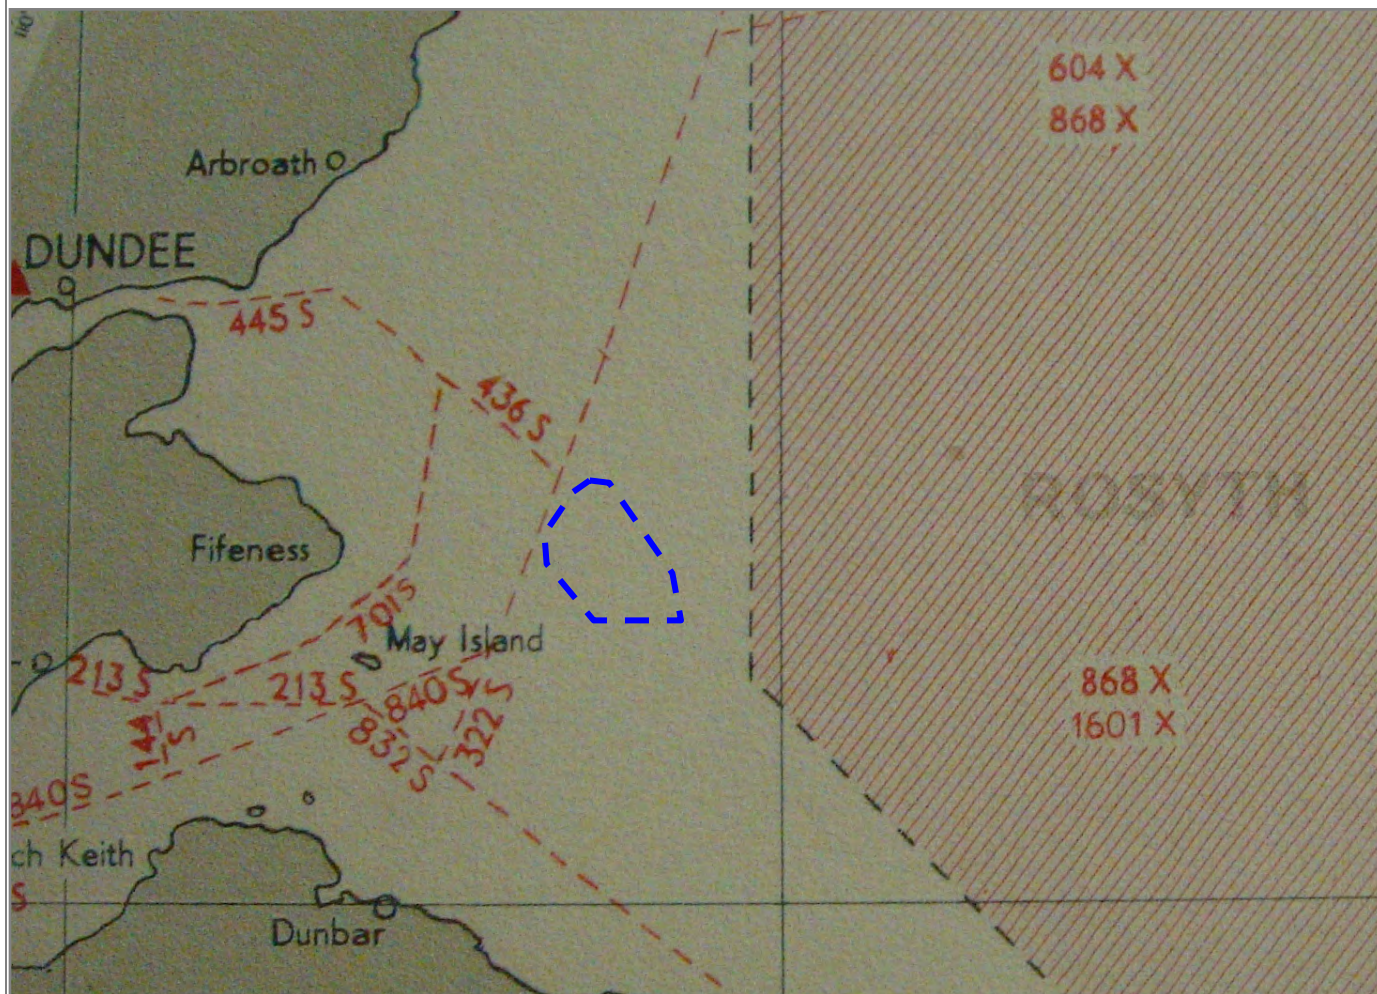 604 X
868 X
Arbroath
DUNDEE
445 S
436 S
ROSYTH
Fifeness
701 S
May Island
213 S
213 S
840 S
868 X
1601 X
322 S
832 S
840 S
ch Keith
S
Dunbar